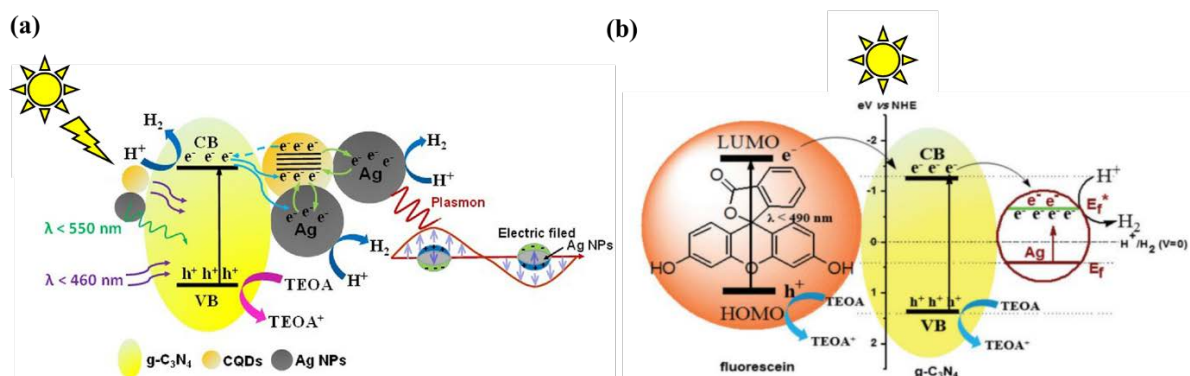 (a)
H₂
H⁺
CB
e⁻ e⁻ e⁻
e⁻ e⁻ e⁻
e⁻ e⁻ e⁻
e⁻ e⁻ e⁻
Ag
H₂
H⁺
e⁻ e⁻ e⁻
Ag
Plasmon
H₂
H⁺
Electric filed
Ag NPs
λ < 550 nm
λ < 460 nm
h⁺ h⁺ h⁺
VB
TEOA
TEOA⁺
g-C₃N₄
CQDs
Ag NPs
(b)
eV vs NHE
-2
-1
0
1
2
LUMO
e⁻
O
O
λ < 490 nm
HO
O
OH
h⁺
HOMO
TEOA
TEOA⁺
fluorescein
CB
e⁻ e⁻ e⁻
h⁺ h⁺ h⁺
VB
TEOA
TEOA⁻
g-C₃N₄
e⁻ e⁻
e⁻ e⁻ e⁻ e⁻
Ag
E_f*
E_f
H⁺
H₂
H⁺/H₂ (V=0)